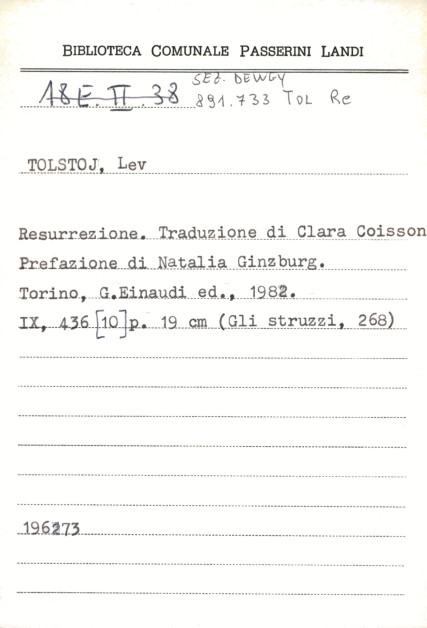 BIBLIOTECA COMUNALE PASSERINI LANDI
18E. II. 38
SEZ. DEWEY
891.733 TOL Re
TOLSTOJ, Lev
Resurrezione. Traduzione di Clara Coisson
Prefazione di Natalia Ginzburg.
Torino, G.Einaudi ed., 1982.
IX, 436 [10]p. 19 cm (Gli struzzi, 268)
196273